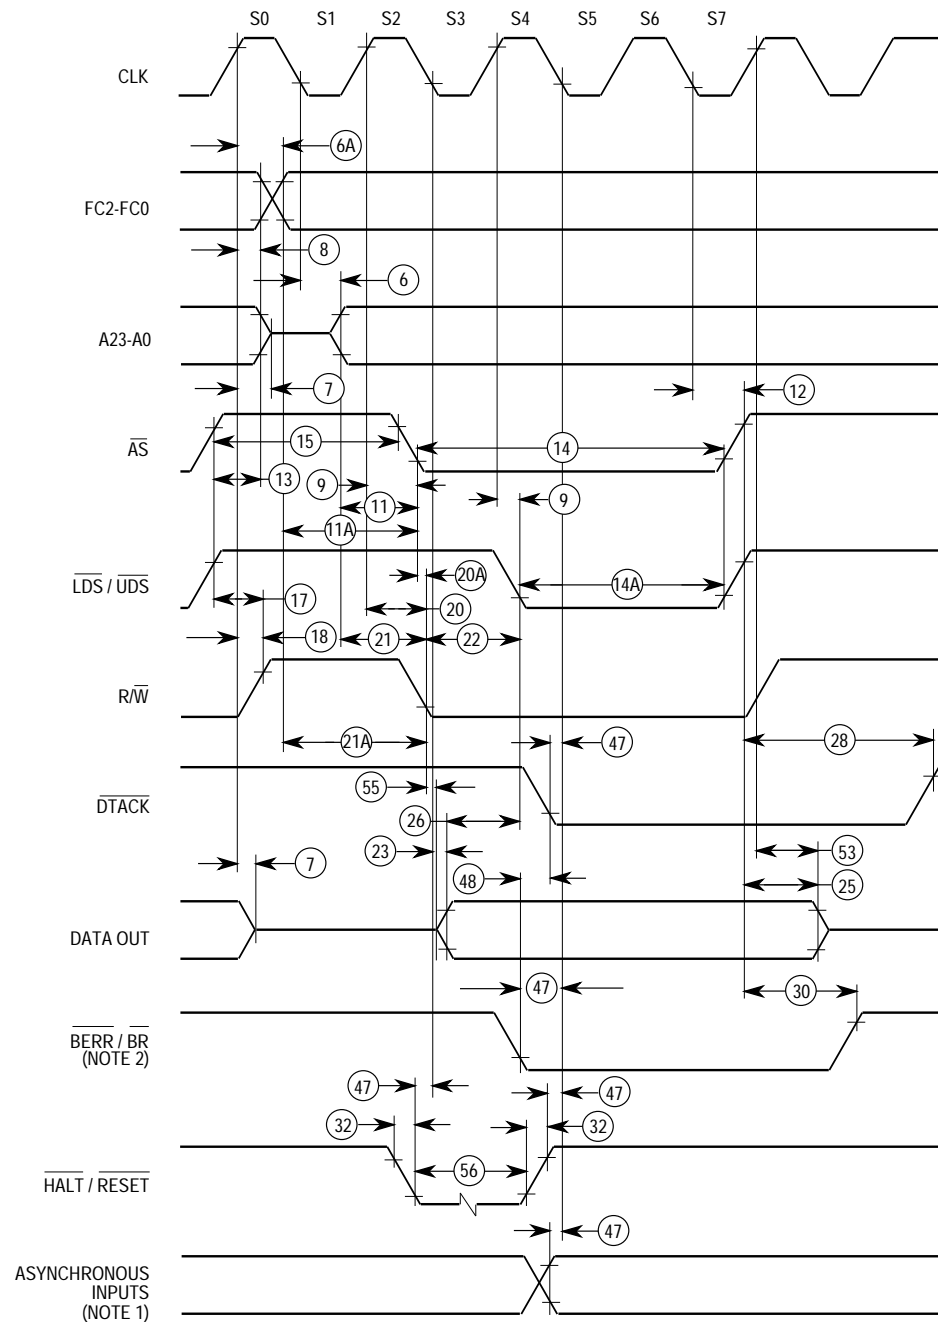 S0 S1 S2 S3 S4 S5 S6 S7
CLK
6A
FC2-FC0
8
6
A23-A0
7
12
15
14
AS
13
9
9
11
11A
20A
LDS / UDS
14A
17
20
18
21
22
R/W
21A
47
28
55
DTACK
26
23
53
7
48
25
DATA OUT
47
30
BERR / BR
(NOTE 2)
47
47
32
32
56
HALT / RESET
47
ASYNCHRONOUS
INPUTS
(NOTE 1)